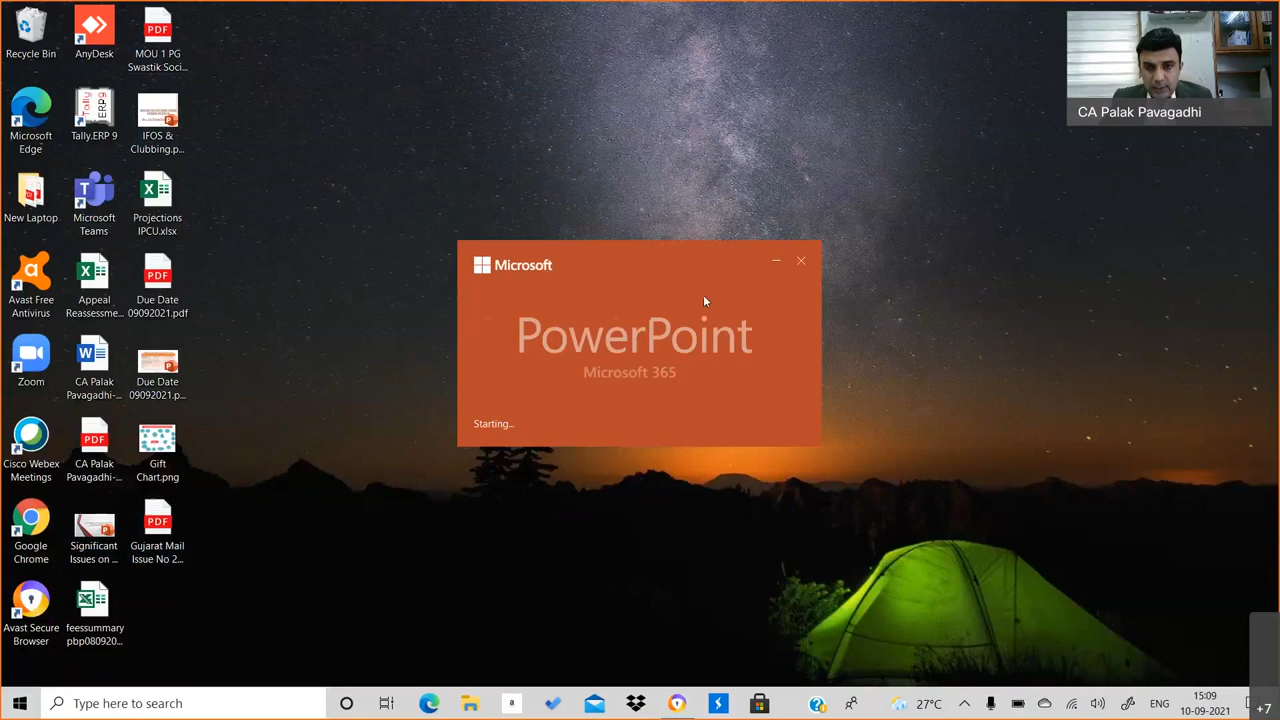 Recycle Bin
AnyDesk
MOU 1 PG
Swastik Soci...
Microsoft
Edge
Tally.ERP 9
IFOS &
Clubbing.p...
New Laptop
Microsoft
Teams
Projections
IPCU.xlsx
Avast Free
Antivirus
Appeal
Reassessme...
Due Date
09092021.pdf
Zoom
CA Palak
Pavagadhi-...
Due Date
09092021.p...
Cisco Webex
Meetings
CA Palak
Pavagadhi-...
Gift
Chart.png
Google
Chrome
Significant
Issues on ...
Gujarat Mail
Issue No 2...
Avast Secure
Browser
feessummary
pbp080920...
Microsoft
PowerPoint
Microsoft 365
Starting...
CA Palak Pavagadhi
Type here to search
27°C
ENG
15:09
10-09-2021
+7